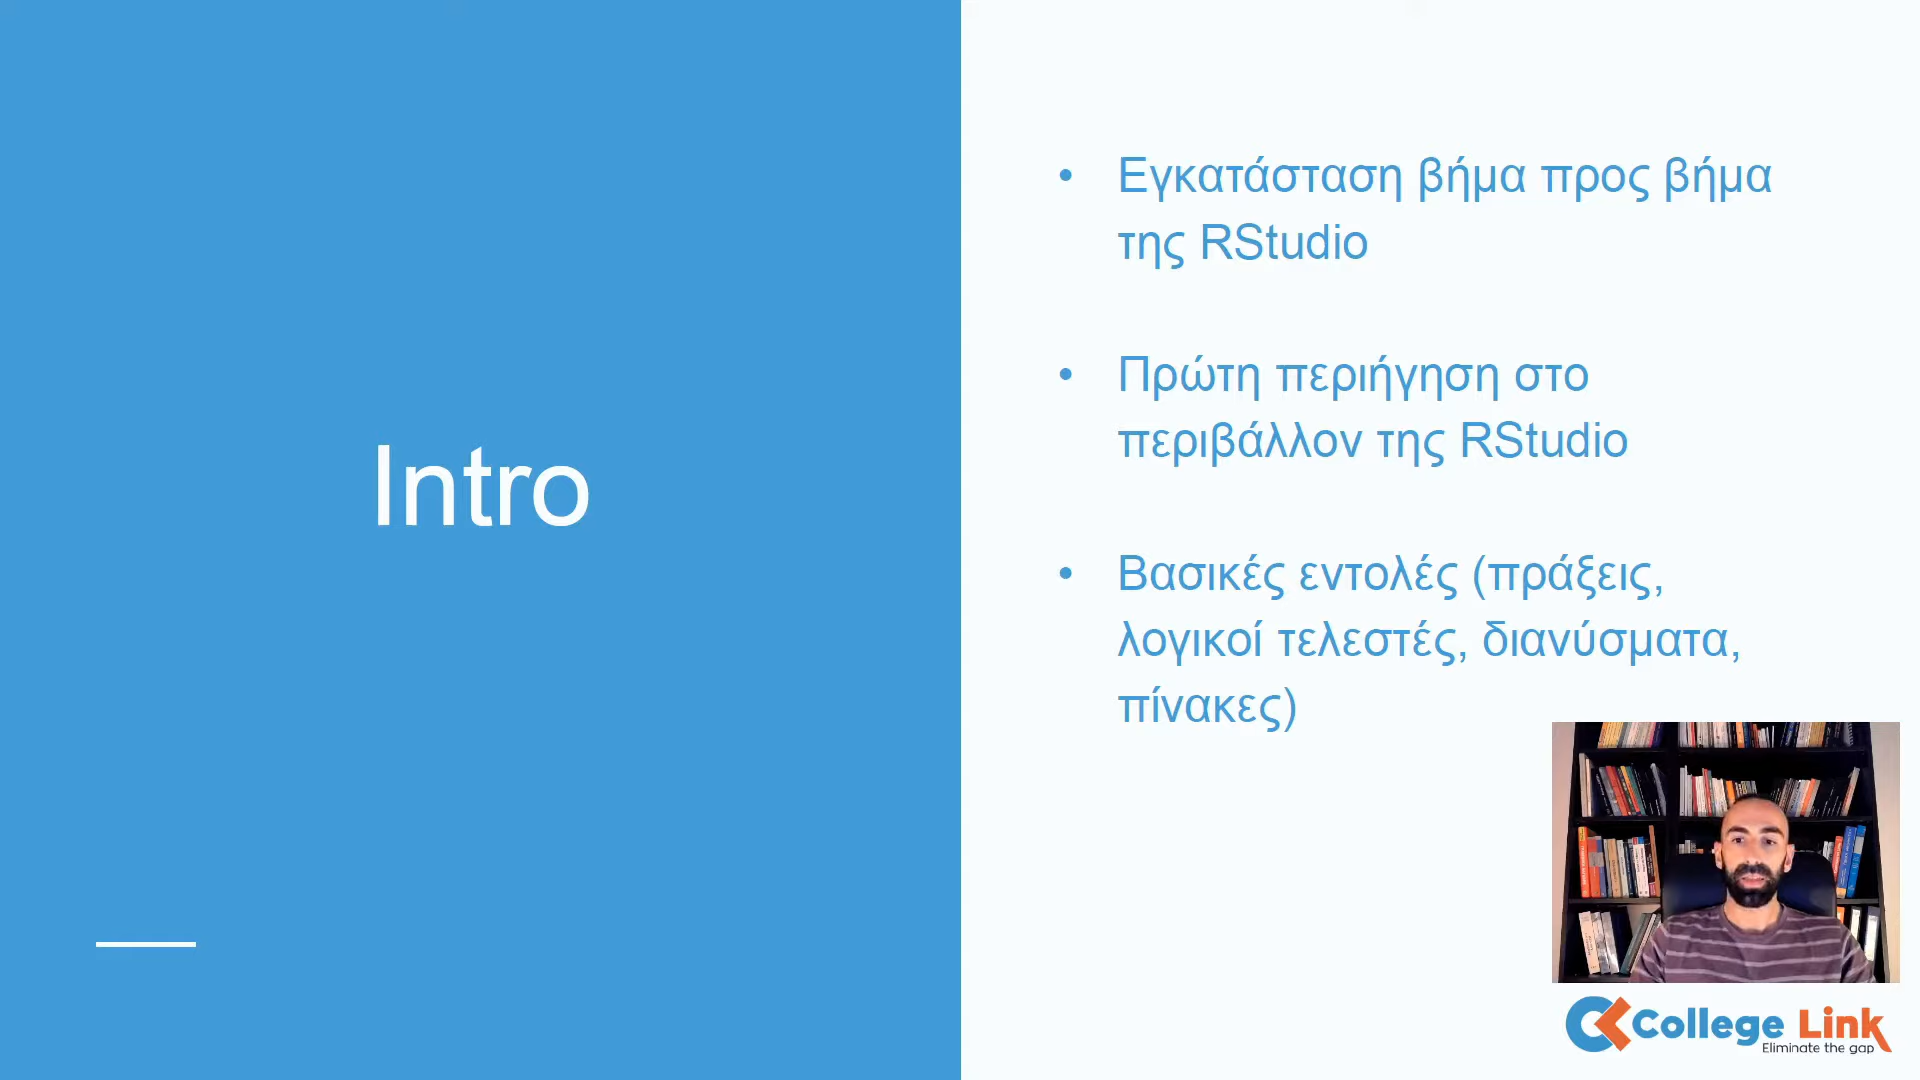 Intro
• Εγκατάσταση βήμα προς βήμα
της RStudio
• Πρώτη περιήγηση στο
περιβάλλον της RStudio
• Βασικές εντολές (πράξεις,
λογικοί τελεστές, διανύσματα,
πίνακες)
College Link
Eliminate the gap